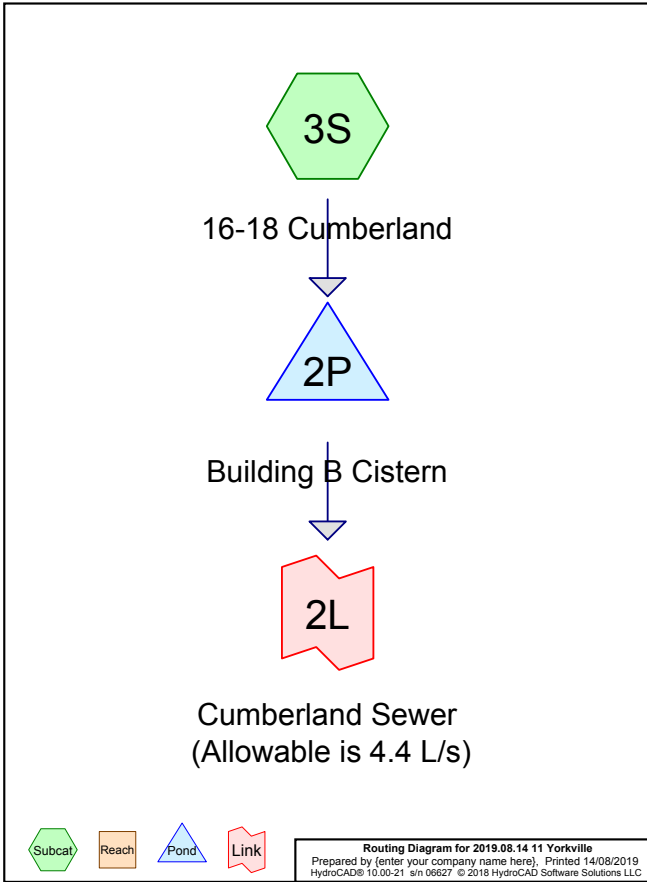 3S
16-18 Cumberland
2P
Building B Cistern
2L
Cumberland Sewer
(Allowable is 4.4 L/s)
Subcat Reach Pond Link
Routing Diagram for 2019.08.14 11 Yorkville
Prepared by {enter your company name here}, Printed 14/08/2019
HydroCAD® 10.00-21 s/n 06627 © 2018 HydroCAD Software Solutions LLC